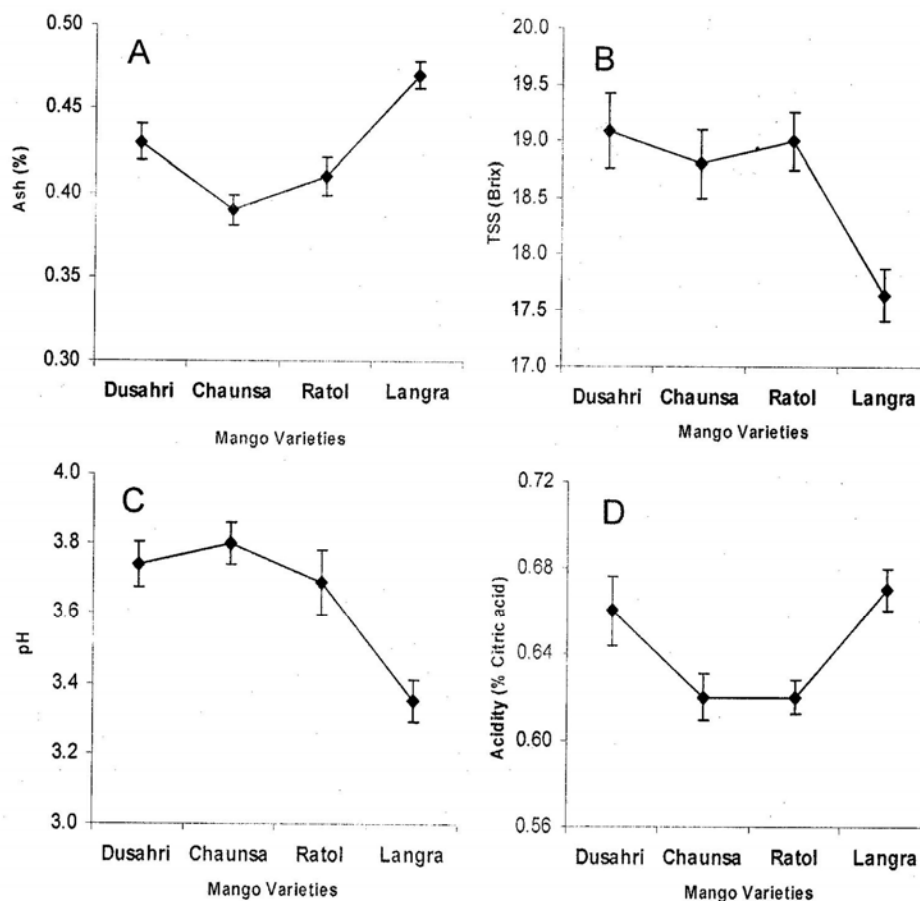 A
Ash (%)
0.50
0.45
0.40
0.35
0.30
Dusahri Chaunsa Ratol Langra
Mango Varieties
B
TSS (Brix)
20.0
19.5
19.0
18.5
18.0
17.5
17.0
Dusahri Chaunsa Ratol Langra
Mango Varieties
C
pH
4.0
3.8
3.6
3.4
3.2
3.0
Dusahri Chaunsa Ratol Langra
Mango Varieties
D
Acidity (% Citric acid)
0.72
0.68
0.64
0.60
0.56
Dusahri Chaunsa Ratol Langra
Mango Varieties